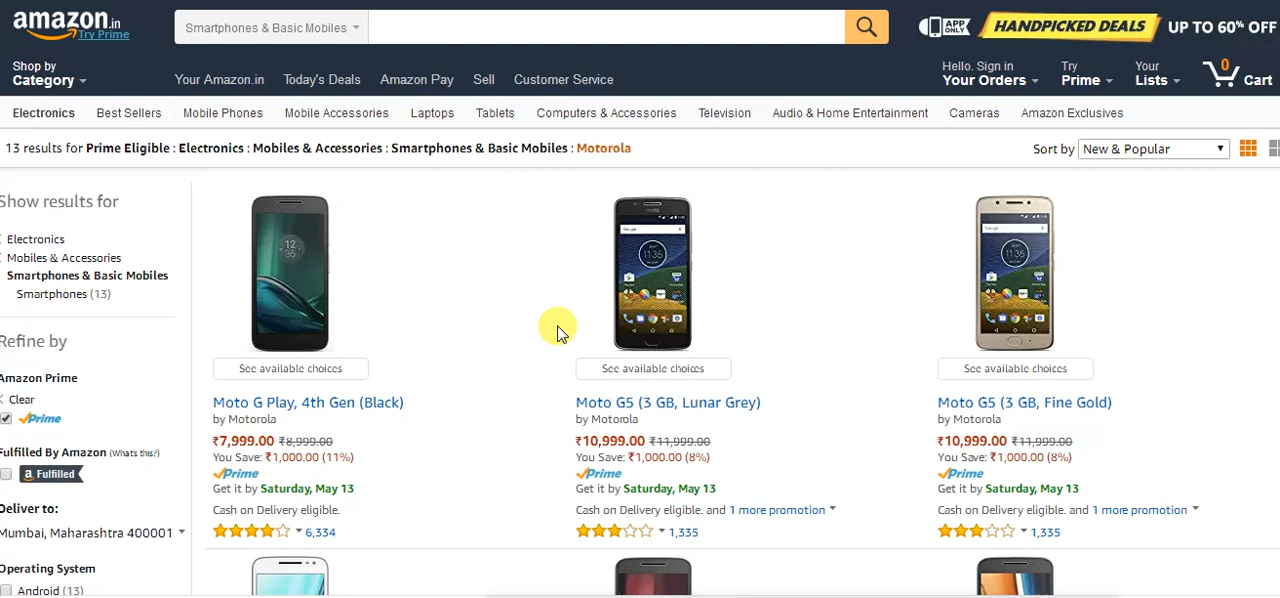 amazon.in
Try Prime
Smartphones & Basic Mobiles
APP ONLY
HANDPICKED DEALS UP TO 60% OFF
Shop by
Category
Your Amazon.in Today's Deals Amazon Pay Sell Customer Service
Hello. Sign in
Your Orders
Try
Prime
Your
Lists
0
Cart
Electronics Best Sellers Mobile Phones Mobile Accessories Laptops Tablets Computers & Accessories Television Audio & Home Entertainment Cameras Amazon Exclusives
13 results for Prime Eligible : Electronics : Mobiles & Accessories : Smartphones & Basic Mobiles : Motorola
Sort by New & Popular
Show results for
Electronics
Mobiles & Accessories
Smartphones & Basic Mobiles
Smartphones (13)
Refine by
Amazon Prime
Clear
Prime
Fulfilled By Amazon (What's this?)
a Fulfilled
Deliver to:
Mumbai, Maharashtra 400001
Operating System
Android (13)
See available choices
Moto G Play, 4th Gen (Black)
by Motorola
₹7,999.00 ₹8,999.00
You Save: ₹1,000.00 (11%)
Prime
Get it by Saturday, May 13
Cash on Delivery eligible.
6,334
See available choices
Moto G5 (3 GB, Lunar Grey)
by Motorola
₹10,999.00 ₹11,999.00
You Save: ₹1,000.00 (8%)
Prime
Get it by Saturday, May 13
Cash on Delivery eligible. and 1 more promotion
1,335
See available choices
Moto G5 (3 GB, Fine Gold)
by Motorola
₹10,999.00 ₹11,999.00
You Save: ₹1,000.00 (8%)
Prime
Get it by Saturday, May 13
Cash on Delivery eligible. and 1 more promotion
1,335